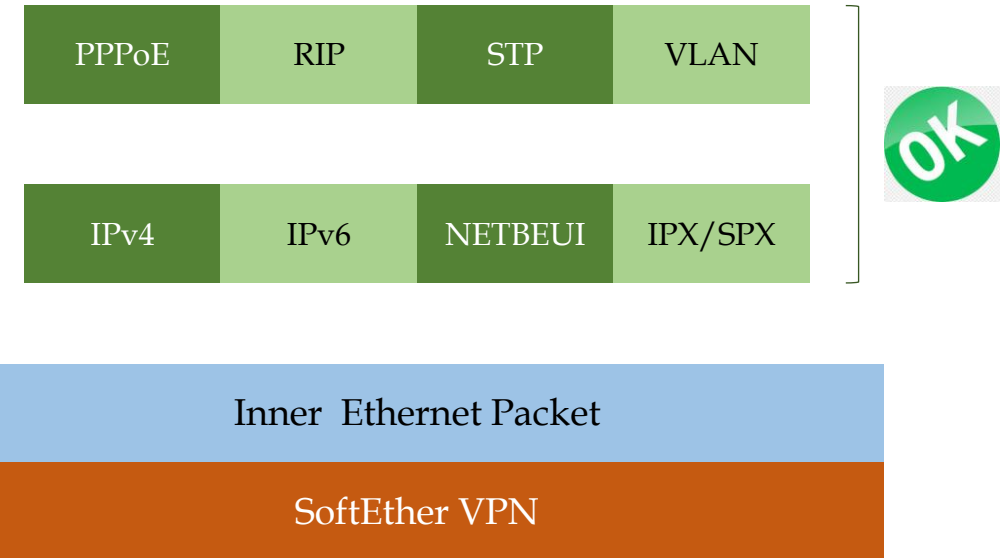 PPPoE RIP STP VLAN
OK
IPv4 IPv6 NETBEUI IPX/SPX
Inner Ethernet Packet
SoftEther VPN